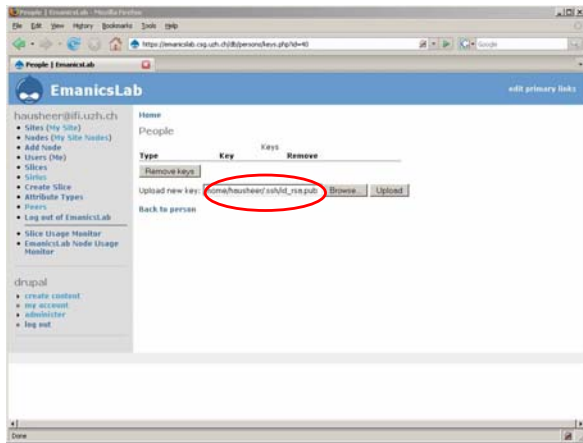 People | EmanicsLab - Mozilla Firefox
File Edit View History Bookmarks Tools Help
https://emanicslab.csg.uzh.ch/db/persons/keys.php?id=40
Google
People | EmanicsLab
EmanicsLab
edit primary links
hausheer@ifi.uzh.ch
Sites (My Site)
Nodes (My Site Nodes)
Add Node
Users (Me)
Slices
Sirius
Create Slice
Attribute Types
Peers
Log out of EmanicsLab
Slice Usage Monitor
EmanicsLab Node Usage Monitor
drupal
create content
my account
administer
log out
Home
People
Keys
Type Key Remove
Remove keys
Upload new key: home/hausheer/.ssh/id_rsa.pub Browse... Upload
Back to person
Done